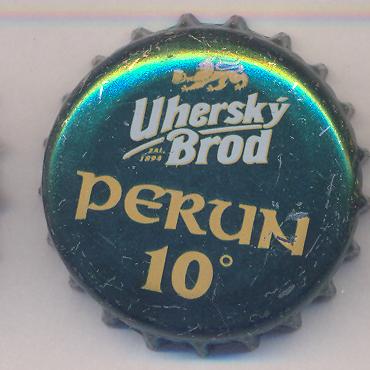 Uherský
ZAL.
1894
Brod
PERUN
10°